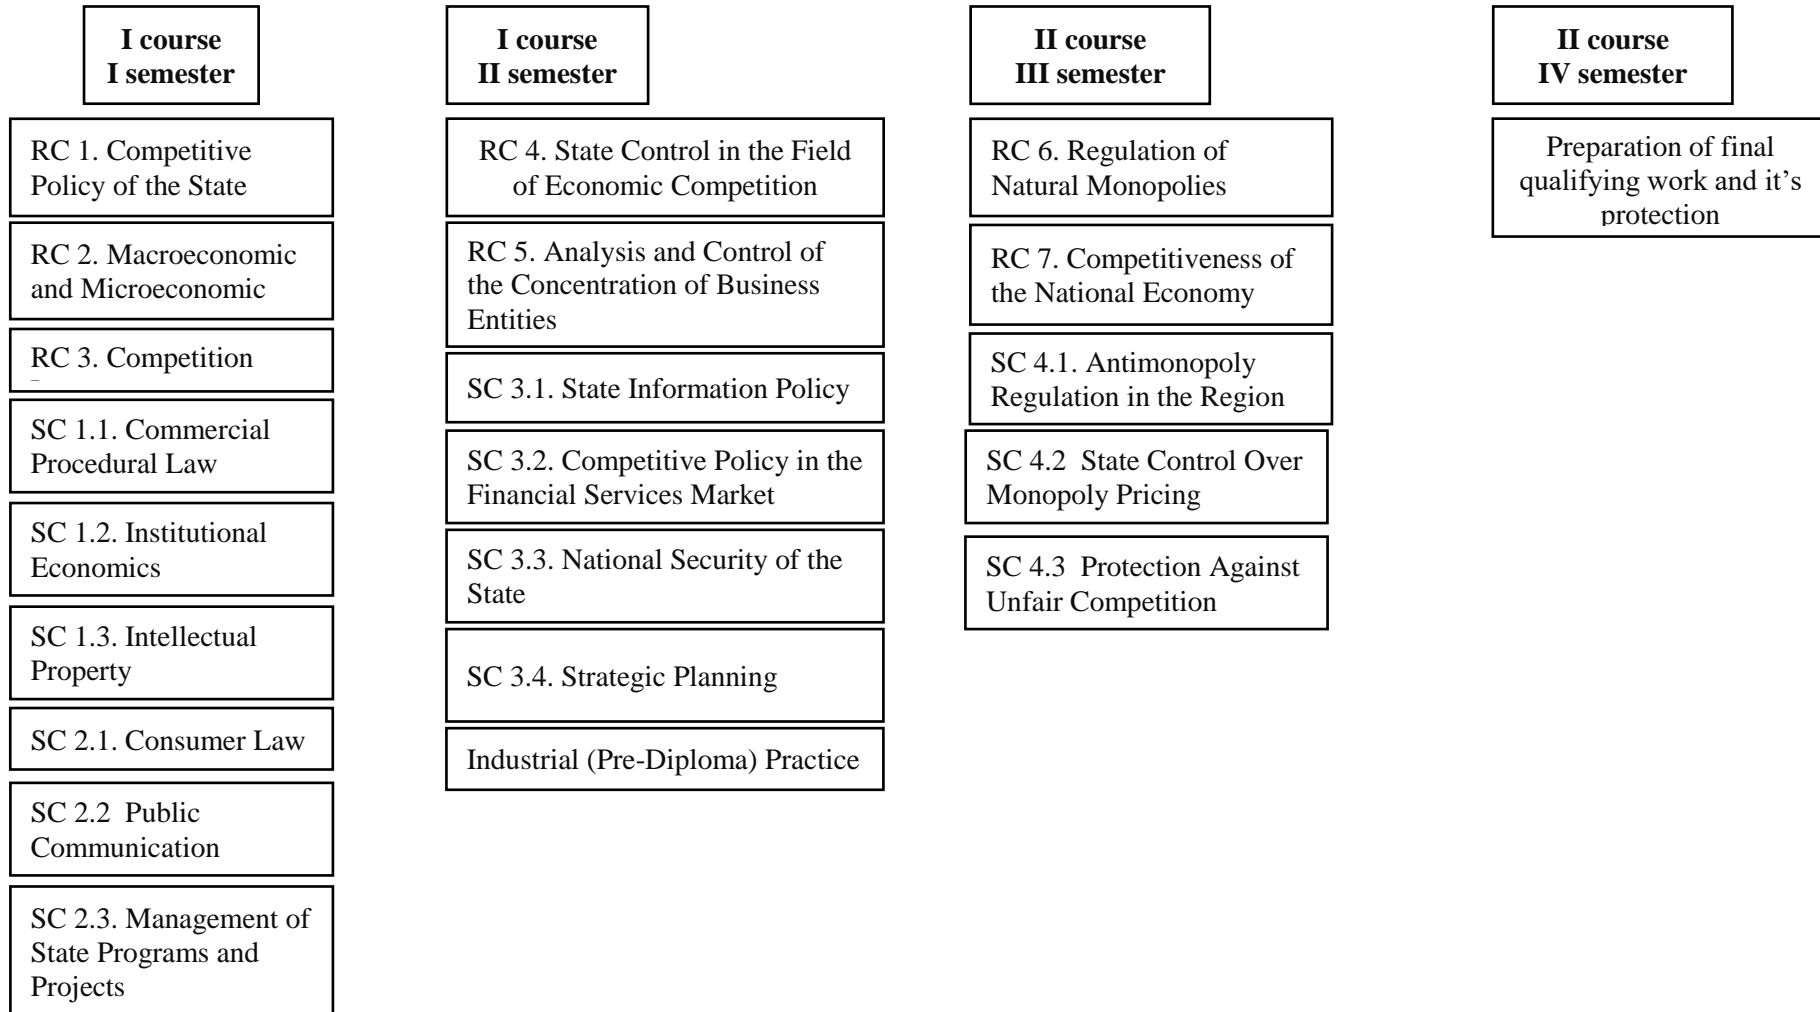 I course
I semester
RC 1. Competitive
Policy of the State
RC 2. Macroeconomic
and Microeconomic
RC 3. Competition
SC 1.1. Commercial
Procedural Law
SC 1.2. Institutional
Economics
SC 1.3. Intellectual
Property
SC 2.1. Consumer Law
SC 2.2 Public
Communication
SC 2.3. Management of
State Programs and
Projects
I course
II semester
RC 4. State Control in the Field
of Economic Competition
RC 5. Analysis and Control of
the Concentration of Business
Entities
SC 3.1. State Information Policy
SC 3.2. Competitive Policy in the
Financial Services Market
SC 3.3. National Security of the
State
SC 3.4. Strategic Planning
Industrial (Pre-Diploma) Practice
II course
III semester
RC 6. Regulation of
Natural Monopolies
RC 7. Competitiveness of
the National Economy
SC 4.1. Antimonopoly
Regulation in the Region
SC 4.2 State Control Over
Monopoly Pricing
SC 4.3 Protection Against
Unfair Competition
II course
IV semester
Preparation of final
qualifying work and it’s
protection